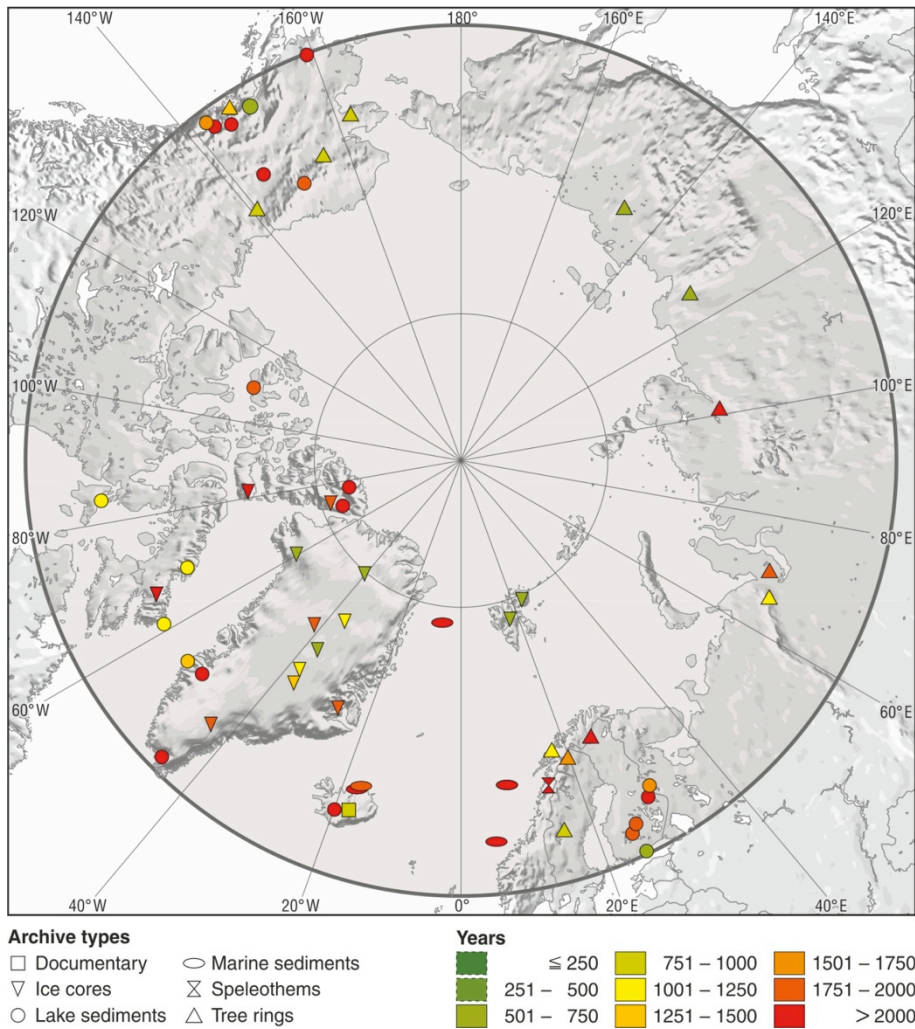 140°W 160°W 180° 160°E 140°E
120°W 120°E
100°W 100°E
80°W 80°E
60°W 60°E
40°W 20°W 0° 20°E 40°E
Archive types
Documentary
Ice cores
Lake sediments
Marine sediments
Speleothems
Tree rings
Years
≦ 250
251 – 500
501 – 750
751 – 1000
1001 – 1250
1251 – 1500
1501 – 1750
1751 – 2000
> 2000